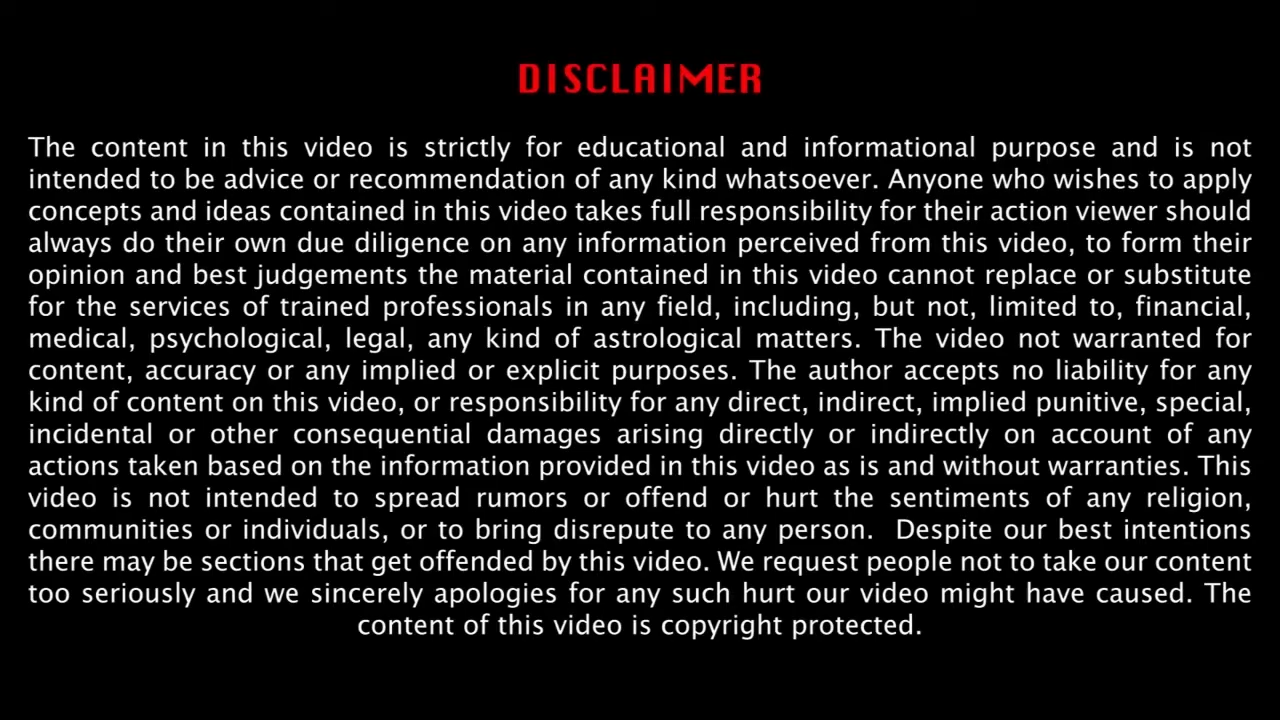 DISCLAIMER
The content in this video is strictly for educational and informational purpose and is not
intended to be advice or recommendation of any kind whatsoever. Anyone who wishes to apply
concepts and ideas contained in this video takes full responsibility for their action viewer should
always do their own due diligence on any information perceived from this video, to form their
opinion and best judgements the material contained in this video cannot replace or substitute
for the services of trained professionals in any field, including, but not, limited to, financial,
medical, psychological, legal, any kind of astrological matters. The video not warranted for
content, accuracy or any implied or explicit purposes. The author accepts no liability for any
kind of content on this video, or responsibility for any direct, indirect, implied punitive, special,
incidental or other consequential damages arising directly or indirectly on account of any
actions taken based on the information provided in this video as is and without warranties. This
video is not intended to spread rumors or offend or hurt the sentiments of any religion,
communities or individuals, or to bring disrepute to any person.  Despite our best intentions
there may be sections that get offended by this video. We request people not to take our content
too seriously and we sincerely apologies for any such hurt our video might have caused. The
content of this video is copyright protected.